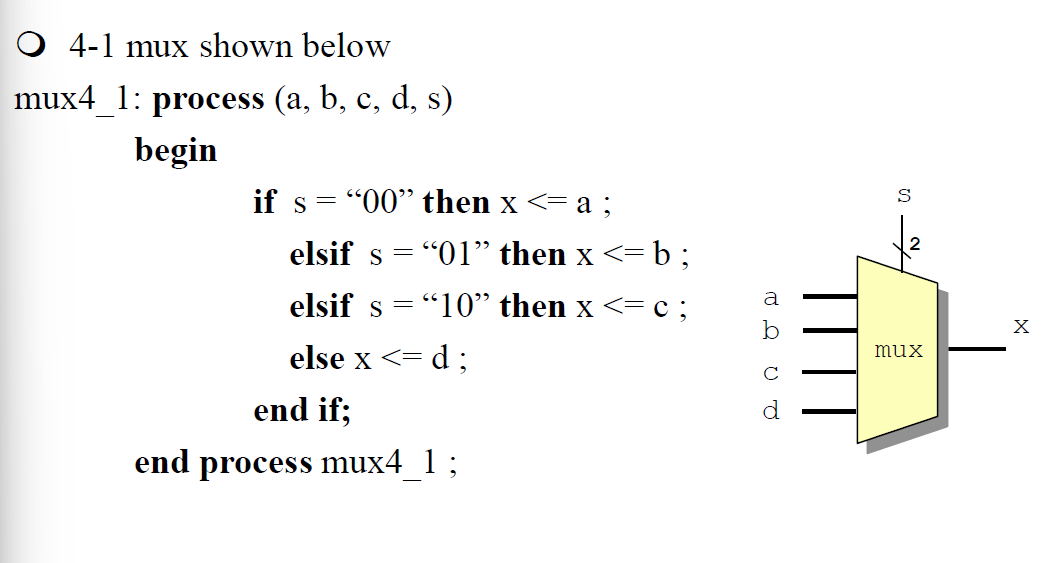 4-1 mux shown below
mux4_1: process (a, b, c, d, s)
begin
if s = “00” then x <= a ;
elsif s = “01” then x <= b ;
elsif s = “10” then x <= c ;
else x <= d ;
end if;
end process mux4_1 ;
s
2
a
b
c
d
mux
x